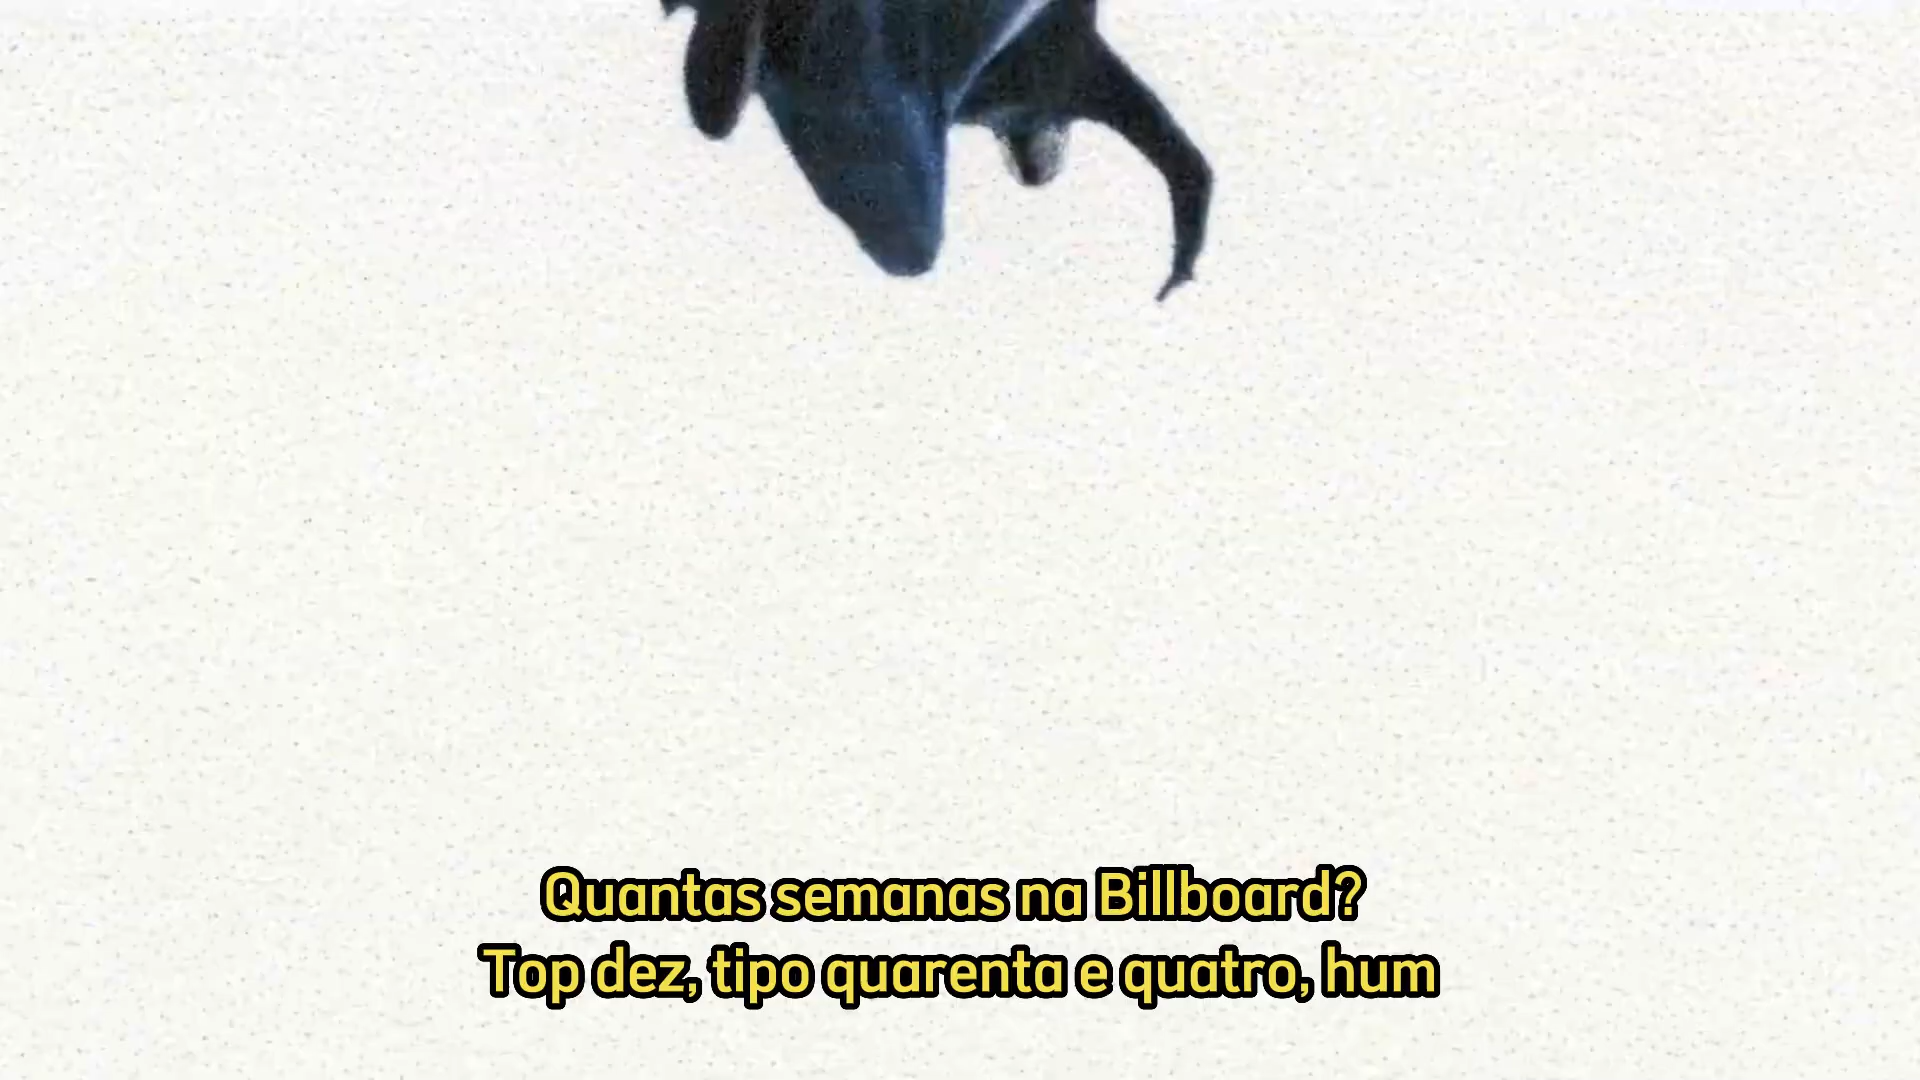 Quantas semanas na Billboard?
Top dez, tipo quarenta e quatro, hum